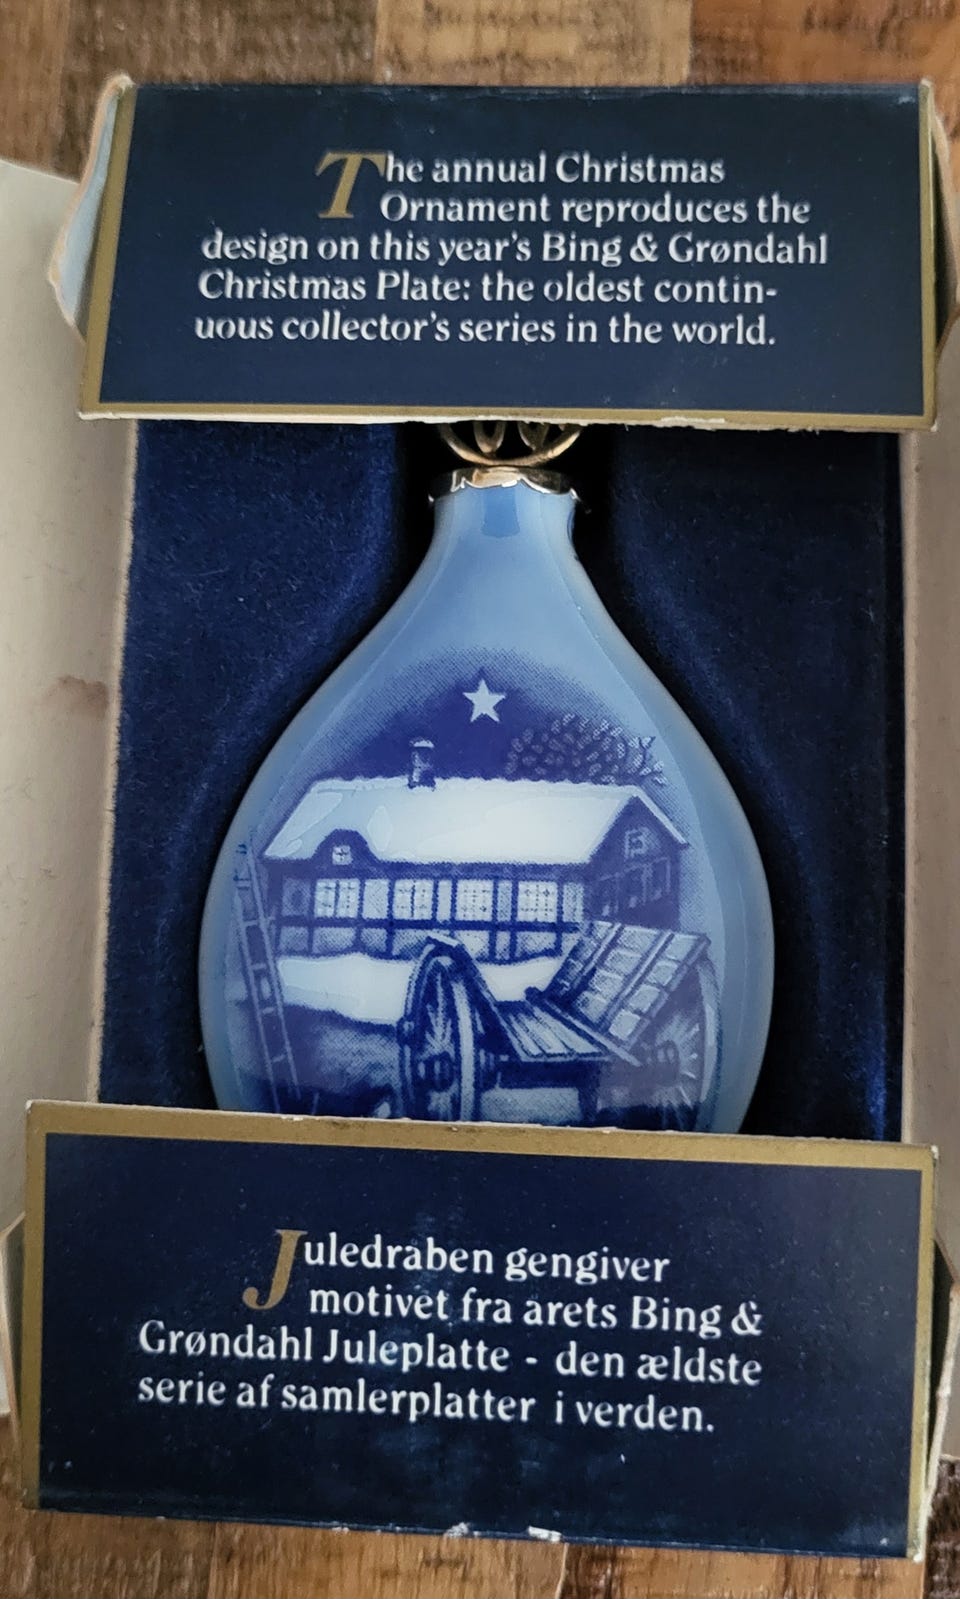 The annual Christmas
Ornament reproduces the
design on this year's Bing & Grøndahl
Christmas Plate: the oldest contin-
uous collector's series in the world.
Juledraben gengiver
motivet fra arets Bing &
Grøndahl Juleplatte - den ældste
serie af samlerplatter i verden.